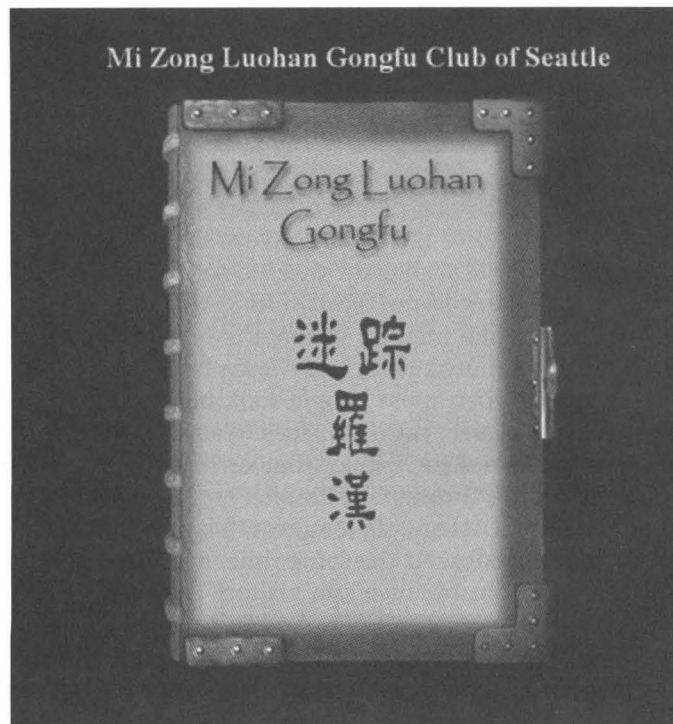 Mi Zong Luohan Gongfu Club of Seattle
Mi Zong Luohan
Gongfu
迷踪
羅
漢